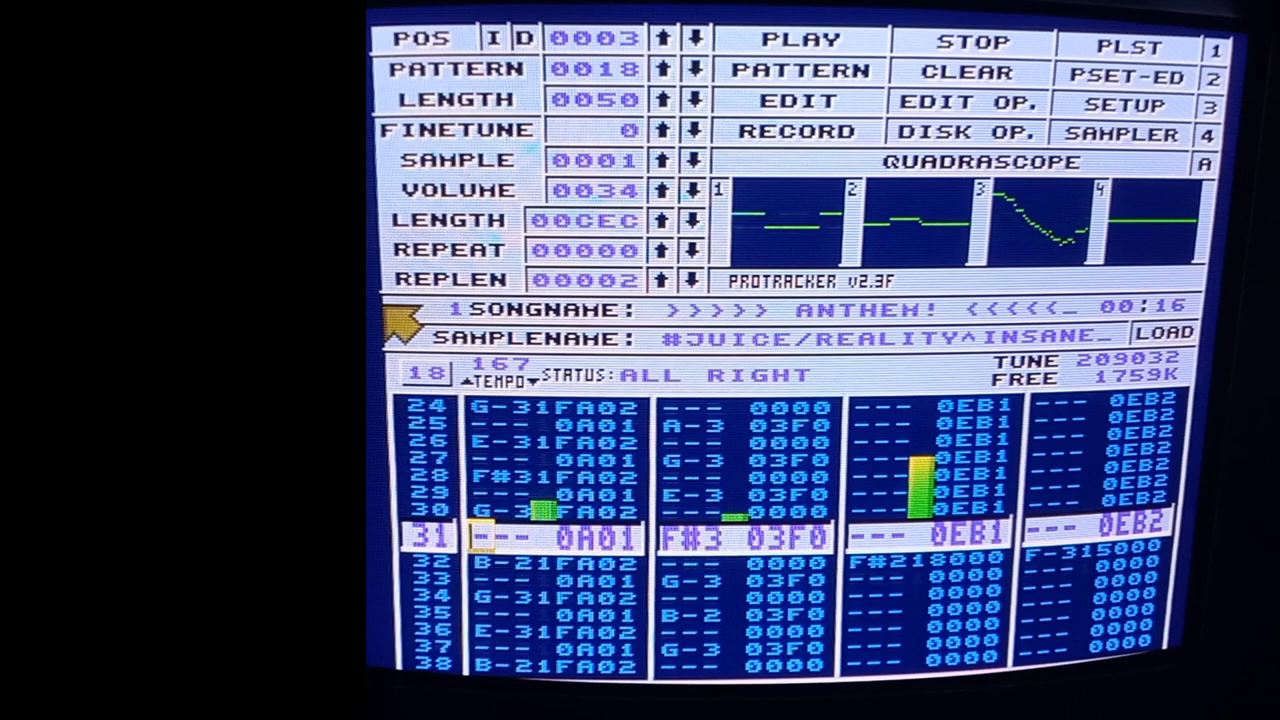 POS I D 0003 PLAY STOP PLST 1
PATTERN 0018 PATTERN CLEAR PSET-ED 2
LENGTH 0050 EDIT EDIT OP. SETUP 3
FINETUNE 0 RECORD DISK OP. SAMPLER 4
SAMPLE 0001 QUADRASCOPE A
VOLUME 0034 1 2 3 4
LENGTH 00CEC
REPEAT 00000
REPLEN 00002 PROTRACKER v2.3F
1 SONGNAME: >>>>> ANTHEM! <<<<<_ 00:16
SAMPLENAME: #JUICE/REALITY^INSANE_ LOAD
18 167 TEMPO STATUS:ALL RIGHT TUNE 209032
FREE 1759K
24 G-31FA02 --- 0000 --- 0EB1 --- 0EB2
25 --- 0A01 A-3 03F0 --- 0EB1 --- 0EB2
26 E-31FA02 --- 0000 --- 0EB1 --- 0EB2
27 --- 0A01 G-3 03F0 --- 0EB1 --- 0EB2
28 F#31FA02 --- 0000 --- 0EB1 --- 0EB2
29 --- 0A01 E-3 03F0 --- 0EB1 --- 0EB2
30 G-3 FA02 --- 0000 --- 0EB1 --- 0EB2
31 --- 0A01 F#3 03F0 --- 0EB1 --- 0EB2
32 B-21FA02 --- 0000 F#218000 F-315000
33 --- 0A01 G-3 03F0 --- 0000 --- 0000
34 G-31FA02 --- 0000 --- 0000 --- 0000
35 --- 0A01 B-2 03F0 --- 0000 --- 0000
36 E-31FA02 --- 0000 --- 0000 --- 0000
37 --- 0A01 G-3 03F0 --- 0000 --- 0000
38 B-21FA02 --- 0000 --- 0000 --- 0000